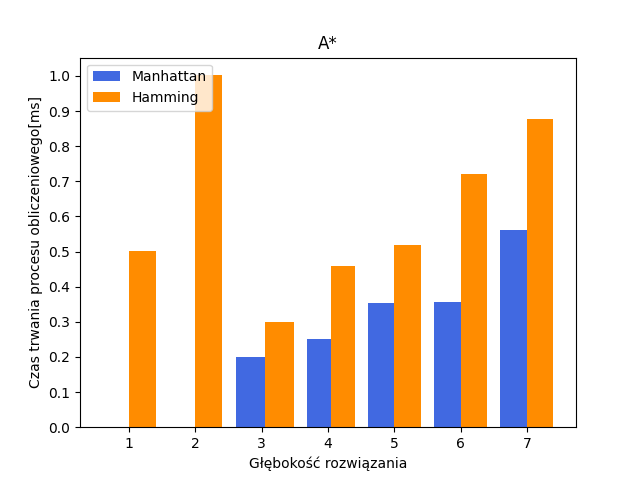 A*
Manhattan
Hamming
Czas trwania procesu obliczeniowego[ms]
1.0
0.9
0.8
0.7
0.6
0.5
0.4
0.3
0.2
0.1
0.0
1 2 3 4 5 6 7
Głębokość rozwiązania